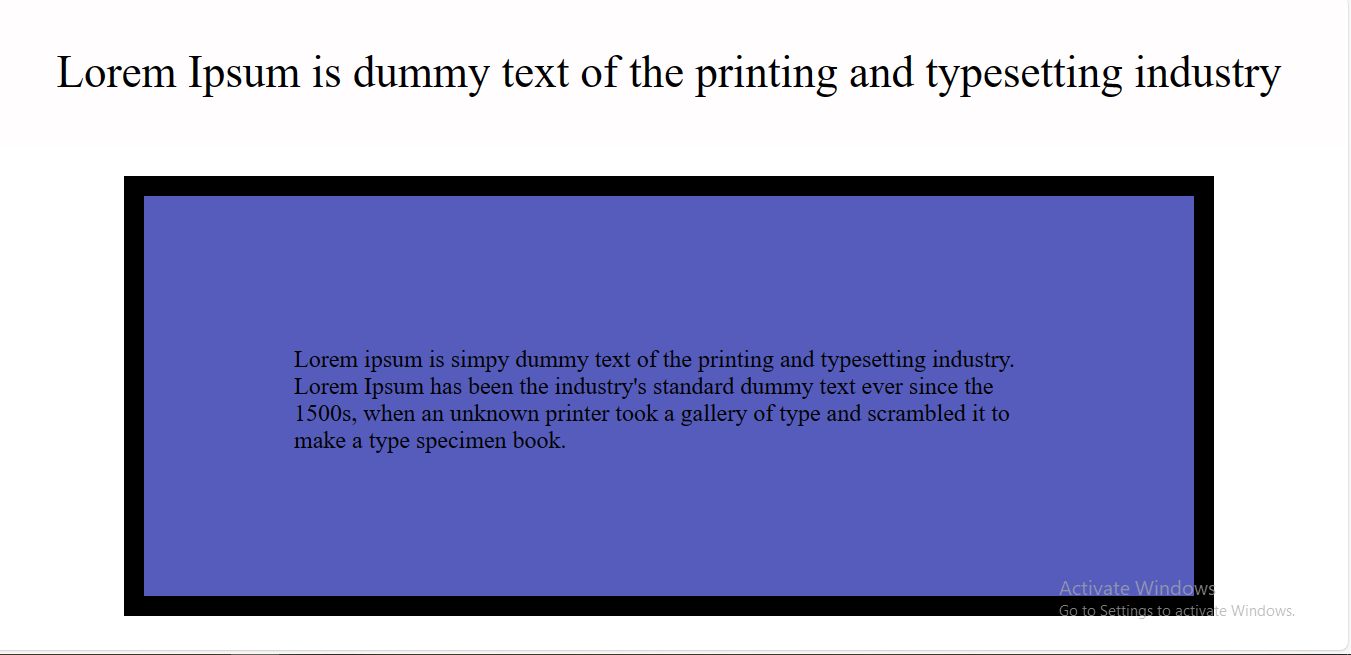 Lorem Ipsum is dummy text of the printing and typesetting industry
Lorem ipsum is simpy dummy text of the printing and typesetting industry.
Lorem Ipsum has been the industry's standard dummy text ever since the
1500s, when an unknown printer took a gallery of type and scrambled it to
make a type specimen book.
Activate Windows
Go to Settings to activate Windows.